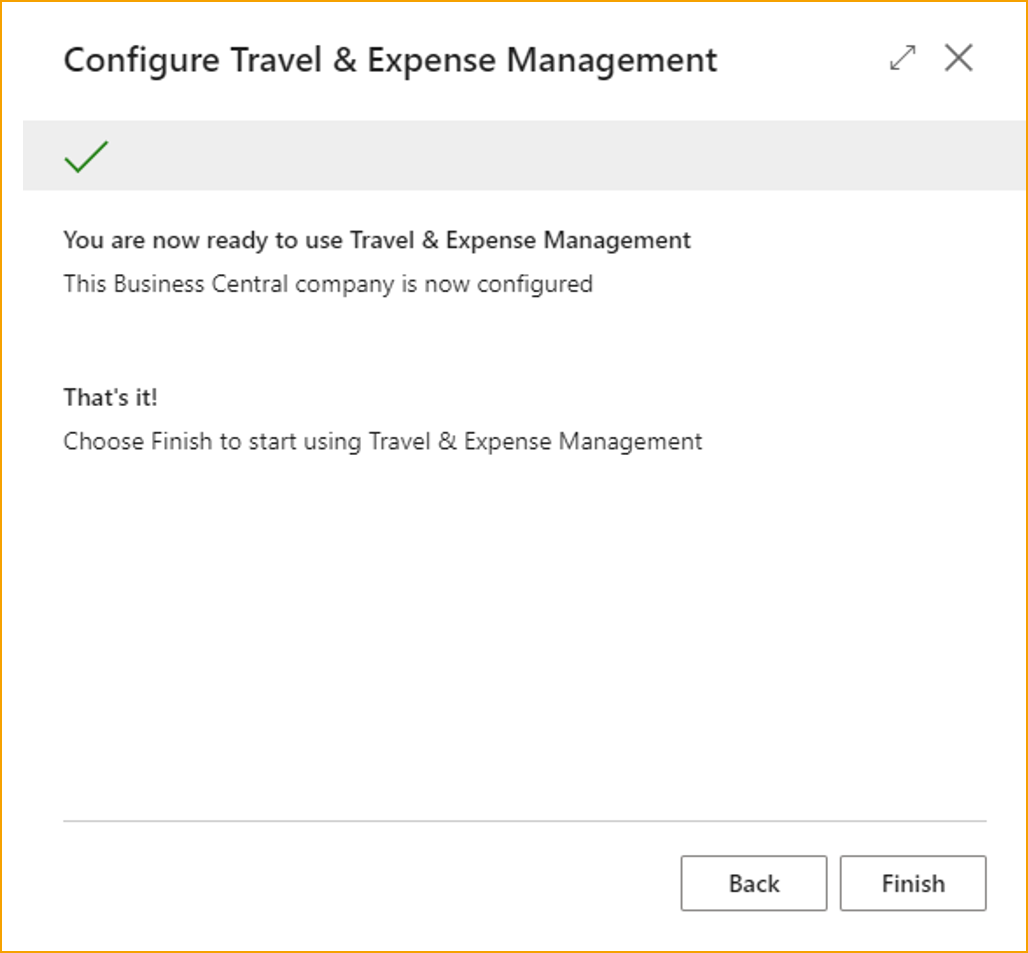 Configure Travel & Expense Management
You are now ready to use Travel & Expense Management
This Business Central company is now configured
That's it!
Choose Finish to start using Travel & Expense Management
Back
Finish